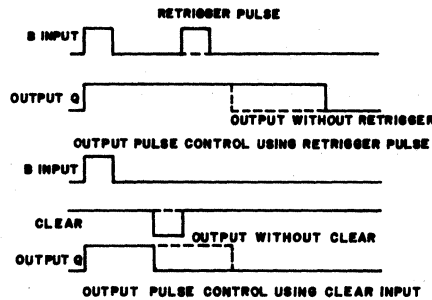 RETRIGGER PULSE
B INPUT
OUTPUT Q
OUTPUT WITHOUT RETRIGGER
OUTPUT PULSE CONTROL USING RETRIGGER PULSE
B INPUT
CLEAR
OUTPUT WITHOUT CLEAR
OUTPUT Q
OUTPUT PULSE CONTROL USING CLEAR INPUT